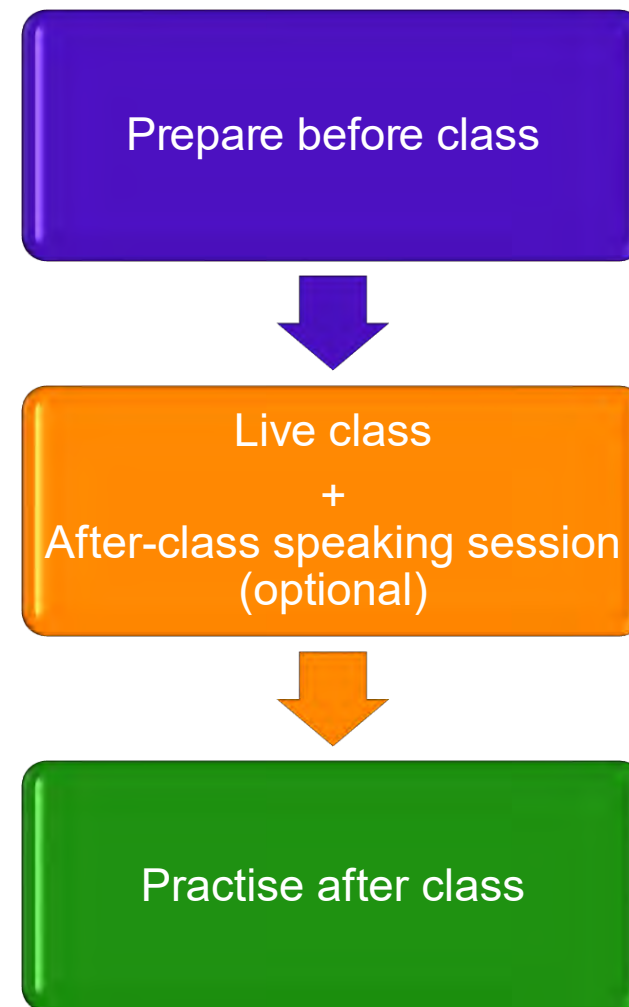 Prepare before class
Live class
+
After-class speaking session
(optional)
Practise after class